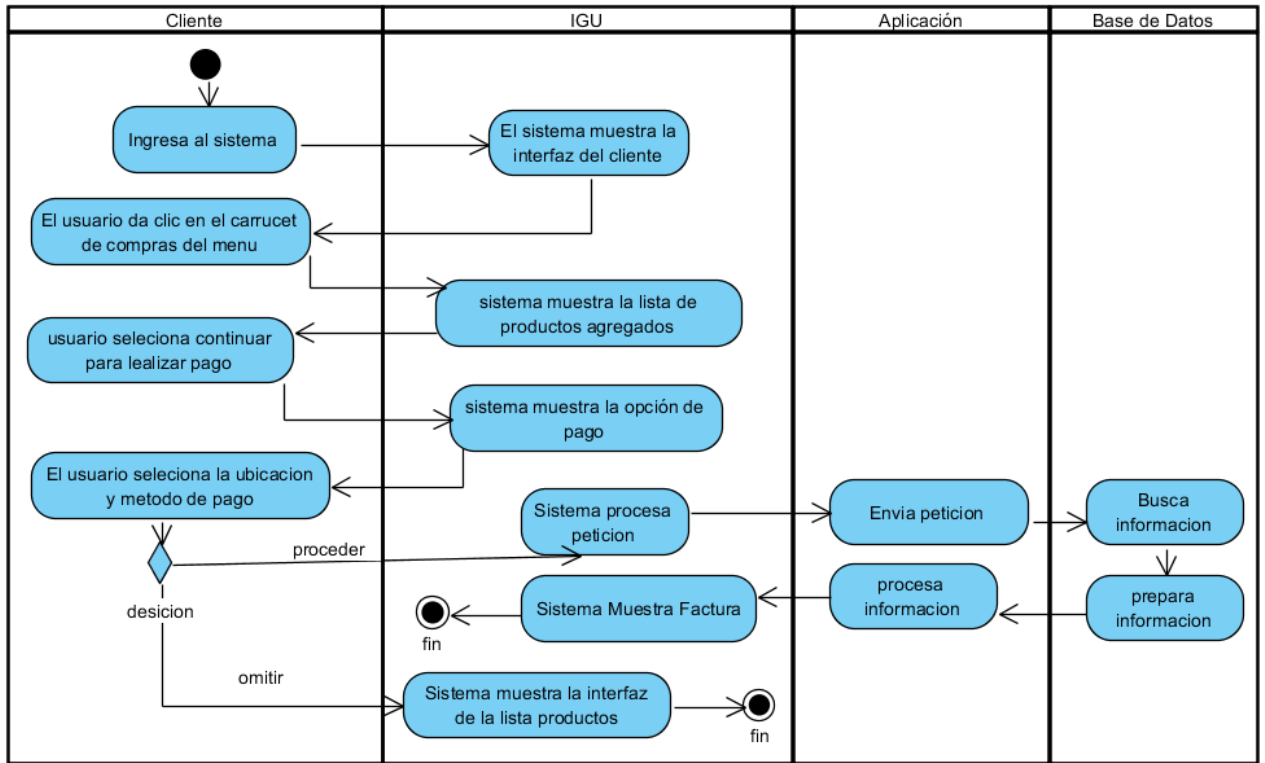 Cliente
IGU
Aplicación
Base de Datos
Ingresa al sistema
El sistema muestra la
interfaz del cliente
El usuario da clic en el carrucet
de compras del menu
sistema muestra la lista de
productos agregados
usuario seleciona continuar
para lealizar pago
sistema muestra la opción de
pago
El usuario seleciona la ubicacion
y metodo de pago
Sistema procesa
peticion
Envia peticion
Busca
informacion
proceder
desicion
prepara
informacion
procesa
informacion
Sistema Muestra Factura
fin
omitir
Sistema muestra la interfaz
de la lista productos
fin